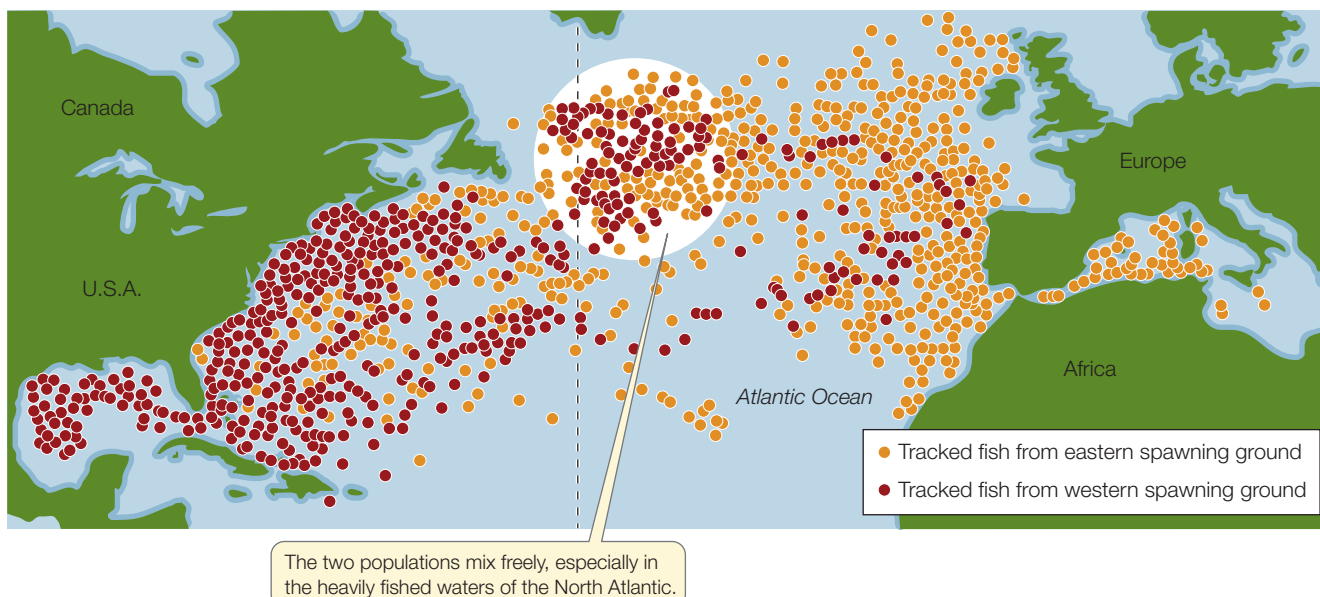 Canada
Europe
U.S.A.
Africa
Atlantic Ocean
Tracked fish from eastern spawning ground
Tracked fish from western spawning ground
The two populations mix freely, especially in
the heavily fished waters of the North Atlantic.